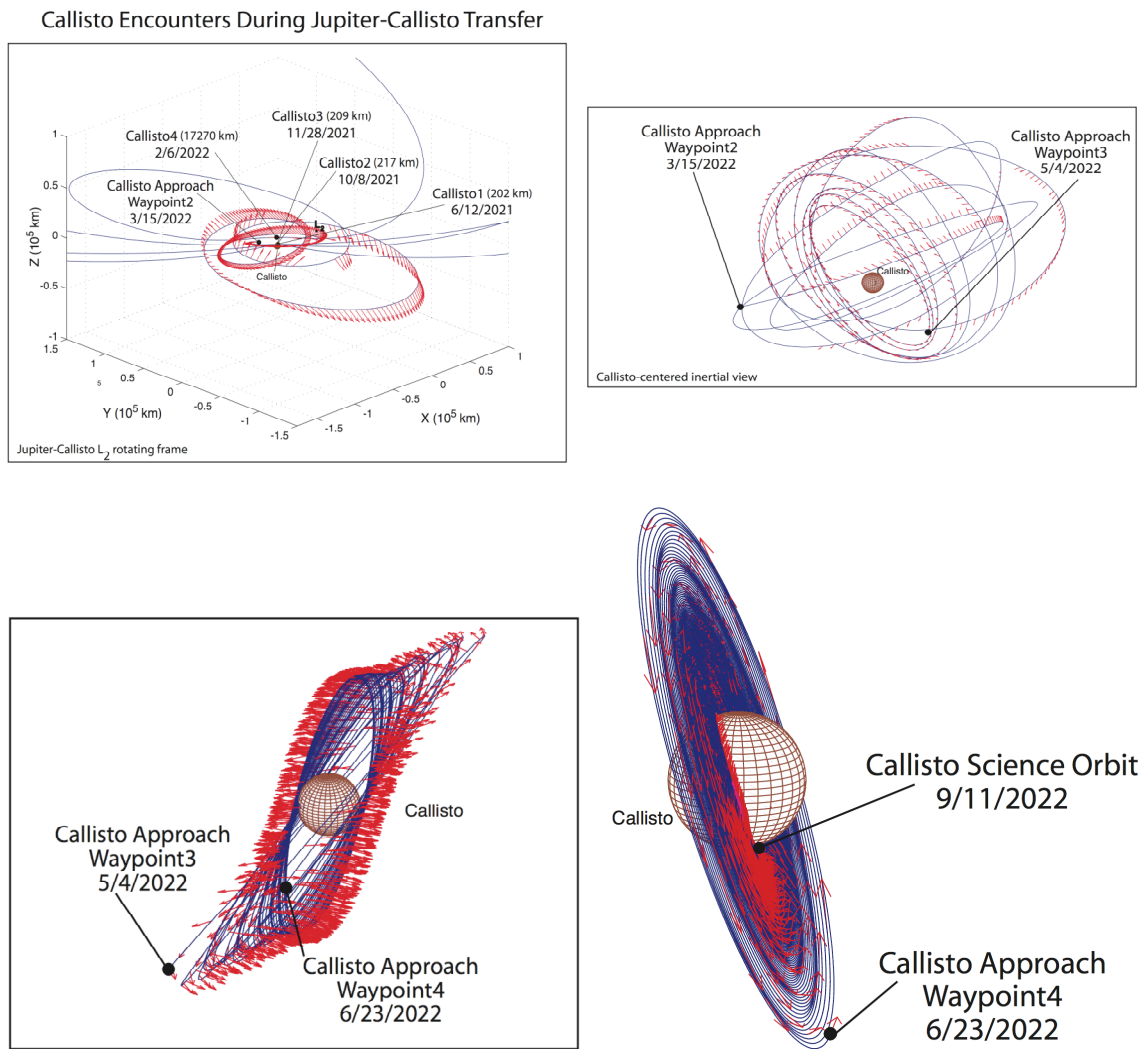 Callisto Encounters During Jupiter-Callisto Transfer
Callisto3 (209 km)
11/28/2021
Callisto4 (17270 km)
2/6/2022
Callisto2 (217 km)
10/8/2021
Callisto Approach
Waypoint2
3/15/2022
Callisto1 (202 km)
6/12/2021
L2
Callisto
Z (10^5 km)
1
0.5
0
-0.5
-1
1.5
1
5
0.5
0
-0.5
-1
-1.5
Y (10^5 km)
-1.5
-1
-0.5
0
0.5
1
X (10^5 km)
Jupiter-Callisto L2 rotating frame
Callisto Approach
Waypoint2
3/15/2022
Callisto Approach
Waypoint3
5/4/2022
Callisto
Callisto-centered inertial view
Callisto
Callisto Approach
Waypoint3
5/4/2022
Callisto Approach
Waypoint4
6/23/2022
Callisto Science Orbit
9/11/2022
Callisto
Callisto Approach
Waypoint4
6/23/2022